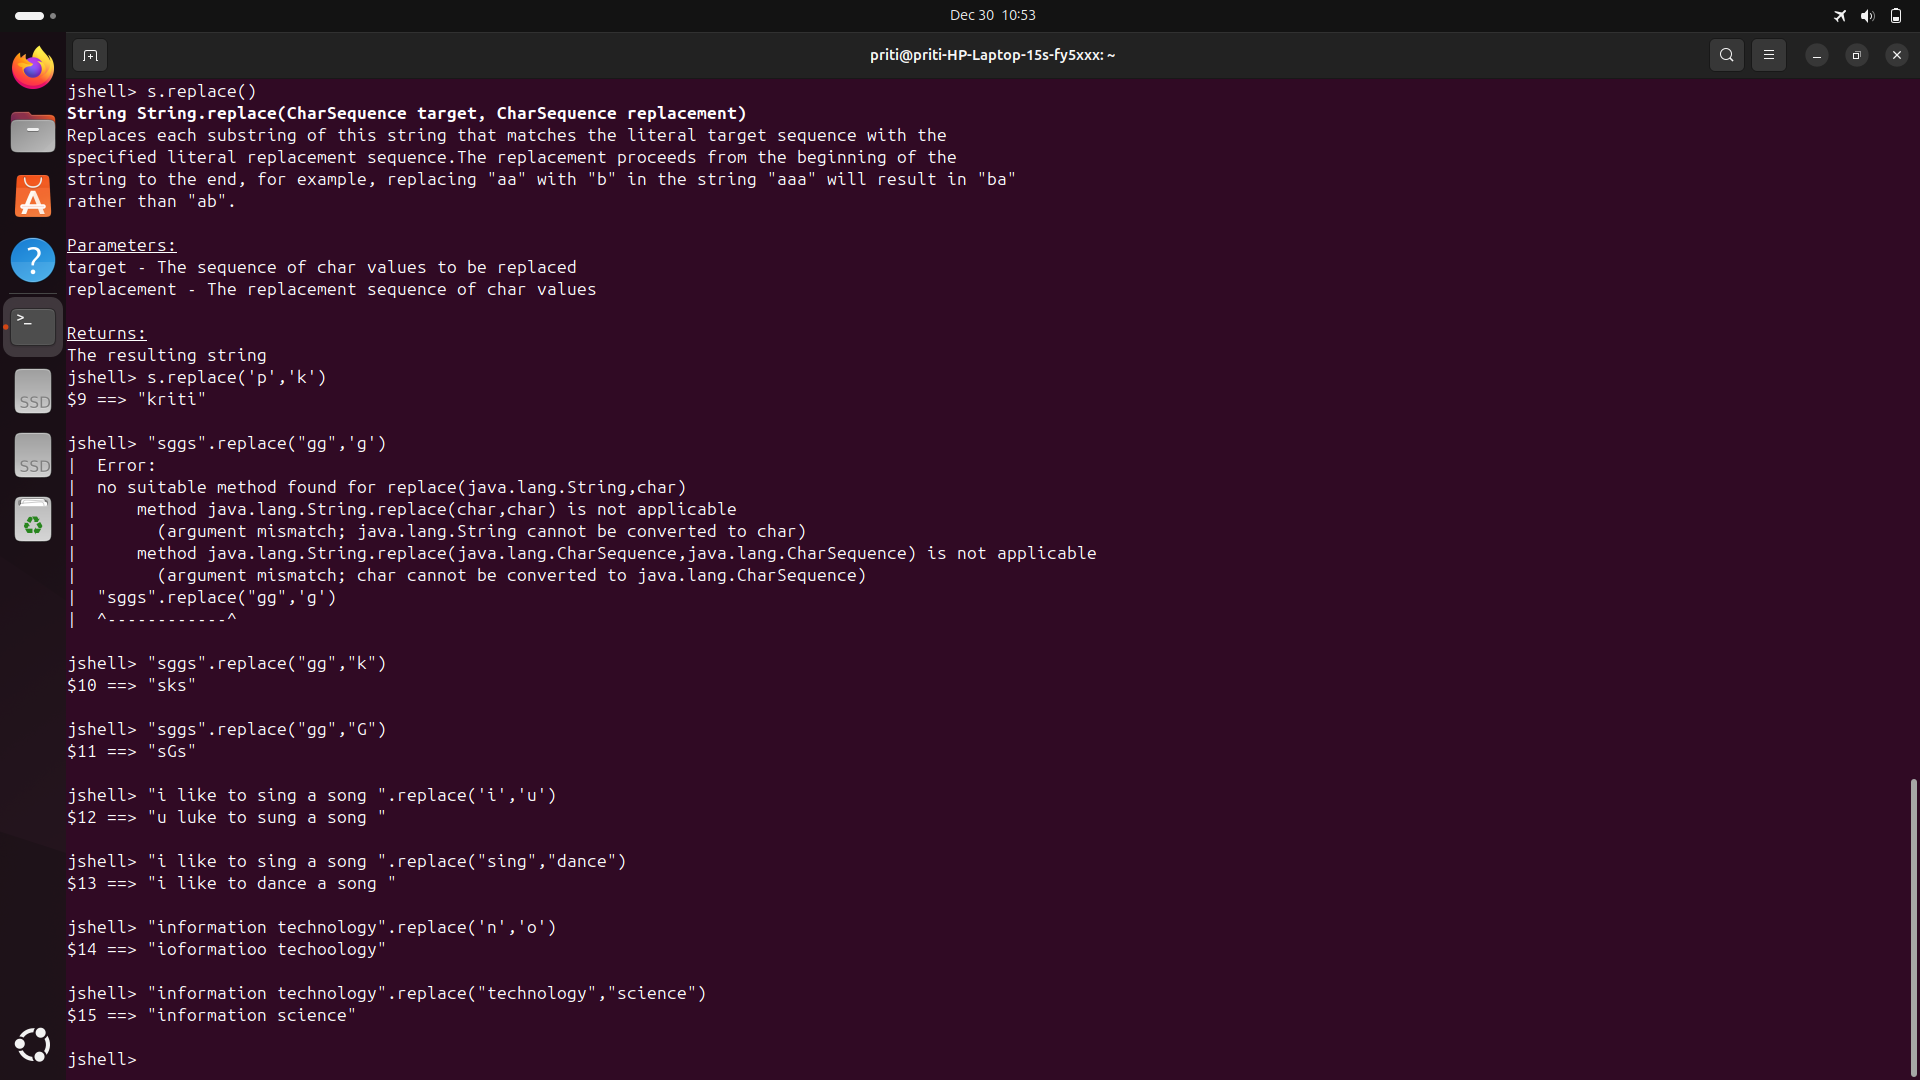 Dec 30 10:53
priti@priti-HP-Laptop-15s-fy5xxx: ~
jshell> s.replace()
String String.replace(CharSequence target, CharSequence replacement)
Replaces each substring of this string that matches the literal target sequence with the
specified literal replacement sequence.The replacement proceeds from the beginning of the
string to the end, for example, replacing "aa" with "b" in the string "aaa" will result in "ba"
rather than "ab".
Parameters:
target - The sequence of char values to be replaced
replacement - The replacement sequence of char values
Returns:
The resulting string
jshell> s.replace('p','k')
$9 ==> "kriti"
jshell> "sggs".replace("gg",'g')
|  Error:
|  no suitable method found for replace(java.lang.String,char)
|      method java.lang.String.replace(char,char) is not applicable
|        (argument mismatch; java.lang.String cannot be converted to char)
|      method java.lang.String.replace(java.lang.CharSequence,java.lang.CharSequence) is not applicable
|        (argument mismatch; char cannot be converted to java.lang.CharSequence)
|  "sggs".replace("gg",'g')
|  ^------------^
jshell> "sggs".replace("gg","k")
$10 ==> "sks"
jshell> "sggs".replace("gg","G")
$11 ==> "sGs"
jshell> "i like to sing a song ".replace('i','u')
$12 ==> "u luke to sung a song "
jshell> "i like to sing a song ".replace("sing","dance")
$13 ==> "i like to dance a song "
jshell> "information technology".replace('n','o')
$14 ==> "ioformatioo techoology"
jshell> "information technology".replace("technology","science")
$15 ==> "information science"
jshell>
>_
SSD
SSD